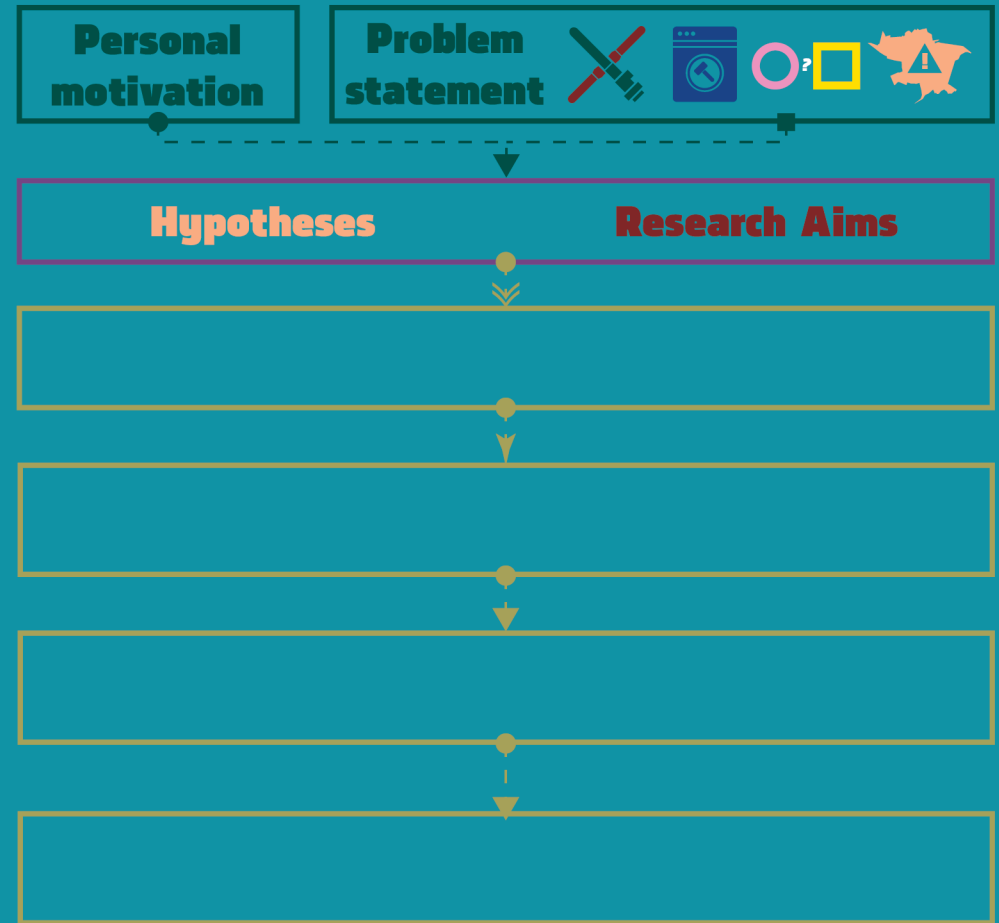 Personal
motivation
Problem
statement
?
!
Hypotheses
Research Aims